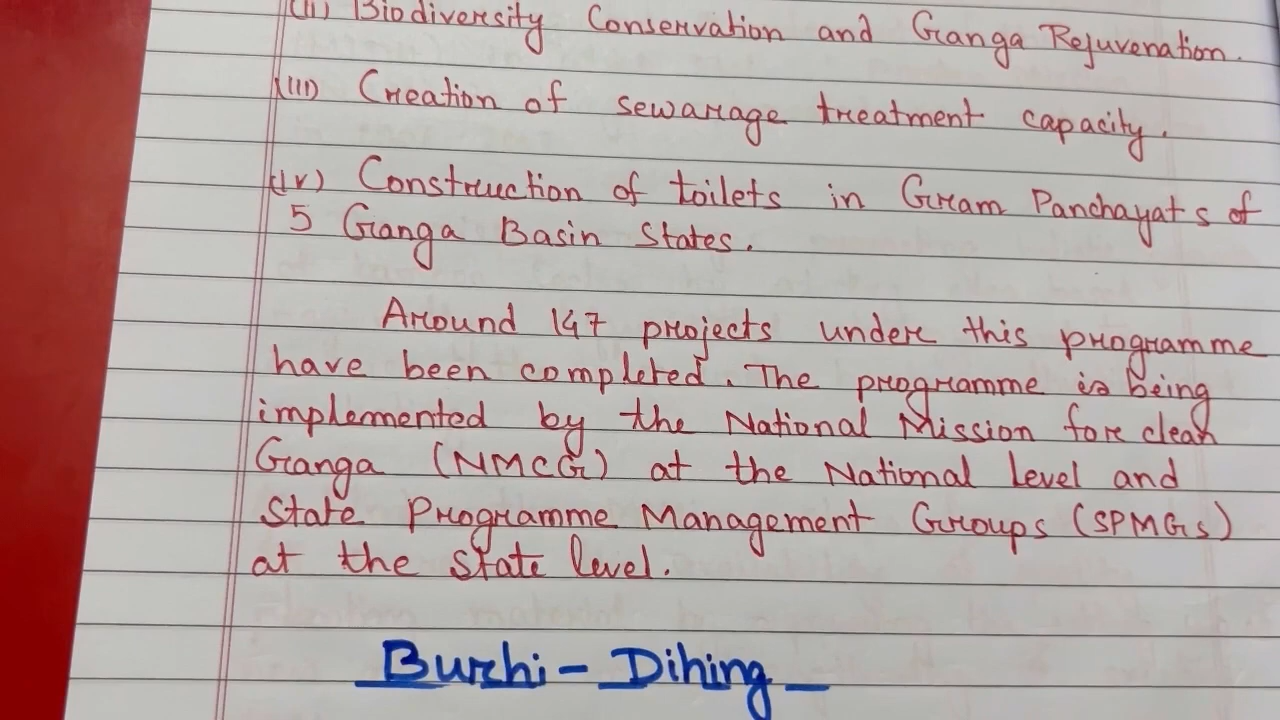 (ii) Biodiversity Conservation and Ganga Rejuvenation.
(III) Creation of sewarage treatment capacity.
(IV) Construction of toilets in Gram Panchayats of
5 Ganga Basin States.
Around 147 projects under this programme
have been completed. The programme is being
implemented by the National Mission for clean
Ganga (NMCG) at the National level and
State Programme Management Groups (SPMGs)
at the state level.
Burhi - Dihing -